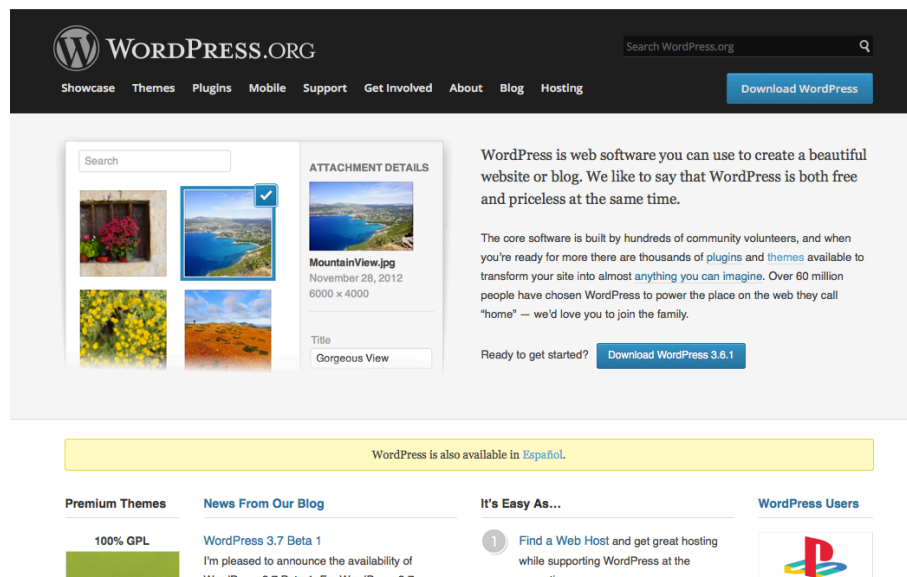 WORDPRESS.ORG
Search WordPress.org
Showcase Themes Plugins Mobile Support Get Involved About Blog Hosting
Download WordPress
Search
ATTACHMENT DETAILS
MountainView.jpg
November 28, 2012
6000 × 4000
Title
Gorgeous View
WordPress is web software you can use to create a beautiful
website or blog. We like to say that WordPress is both free
and priceless at the same time.
The core software is built by hundreds of community volunteers, and when
you're ready for more there are thousands of plugins and themes available to
transform your site into almost anything you can imagine. Over 60 million
people have chosen WordPress to power the place on the web they call
“home” — we'd love you to join the family.
Ready to get started? Download WordPress 3.6.1
WordPress is also available in Español.
Premium Themes
100% GPL
News From Our Blog
WordPress 3.7 Beta 1
I'm pleased to announce the availability of
It's Easy As…
1 Find a Web Host and get great hosting
while supporting WordPress at the
WordPress Users